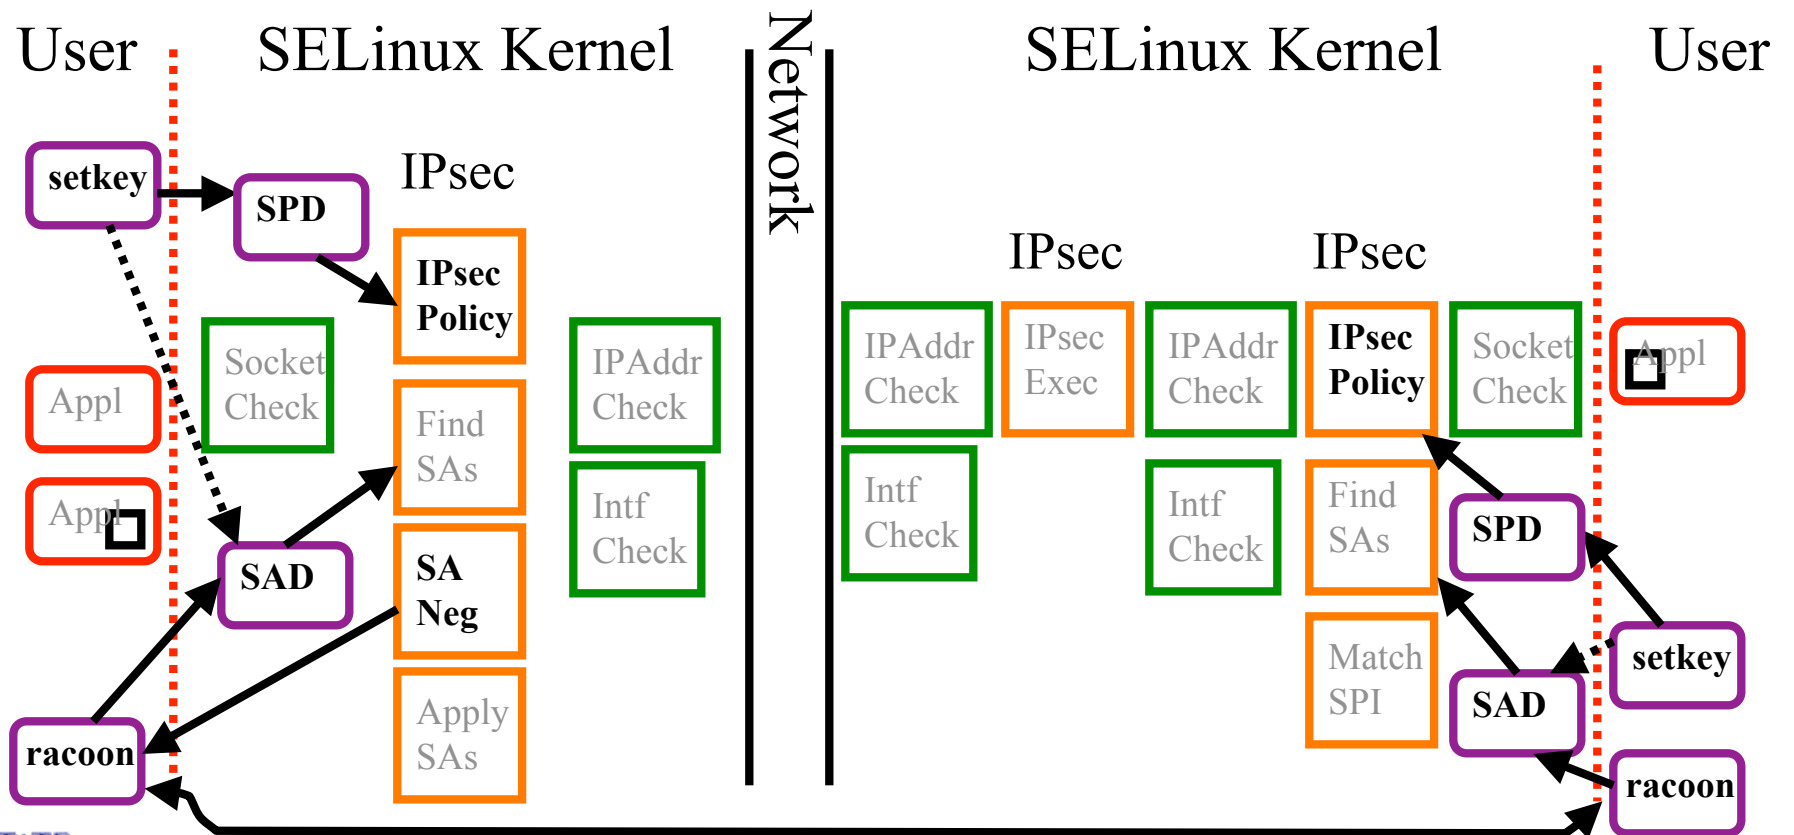 User
SELinux Kernel
Network
SELinux Kernel
User
setkey
SPD
IPsec
IPsec
Policy
Socket
Check
Appl
Appl
Find
SAs
IPAddr
Check
SAD
SA
Neg
Intf
Check
racoon
Apply
SAs
IPsec
IPsec
IPAddr
Check
IPsec
Exec
IPAddr
Check
IPsec
Policy
Socket
Check
Appl
Intf
Check
Intf
Check
Find
SAs
SPD
Match
SPI
SAD
setkey
racoon